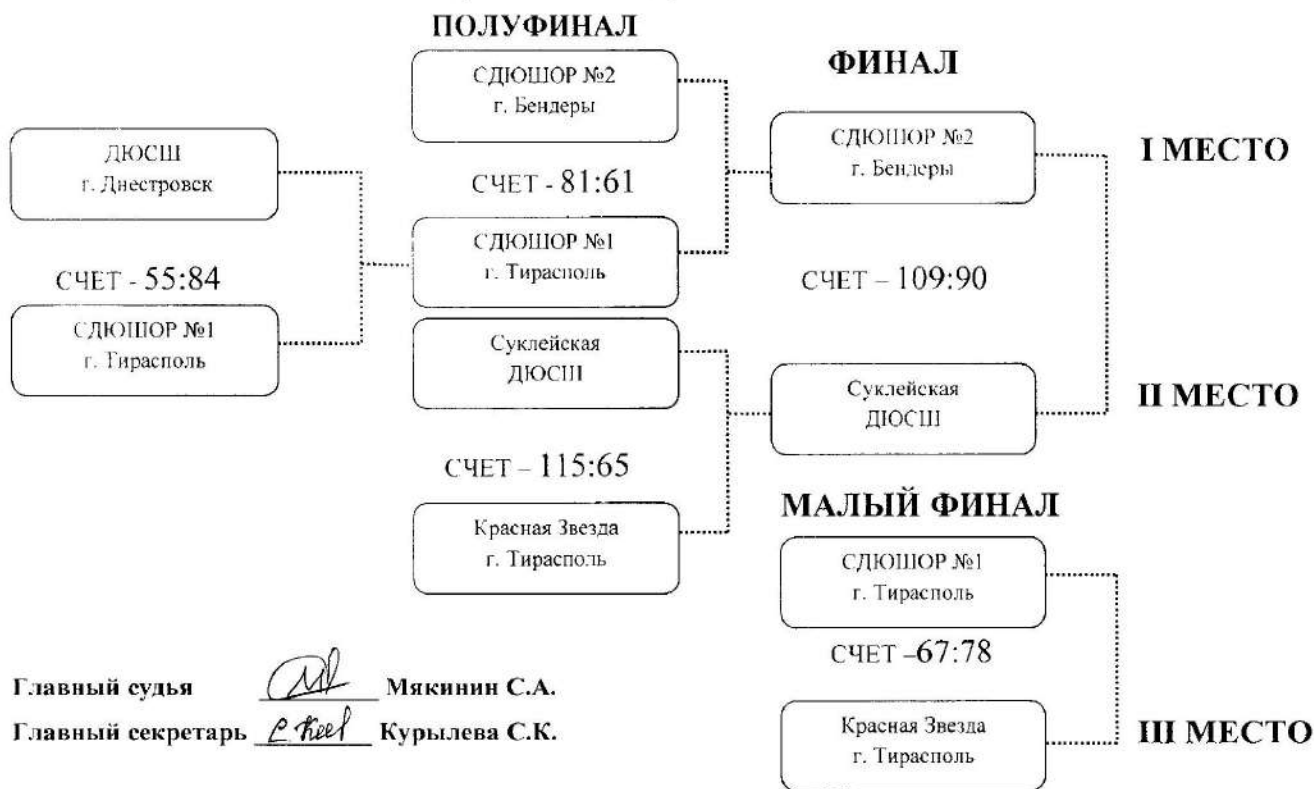 ПОЛУФИНАЛ
СДЮШОР №2
г. Бендеры
СЧЕТ - 81:61
СДЮШОР №1
г. Тирасполь
Суклейская
ДЮСШ
СЧЕТ – 115:65
Красная Звезда
г. Тирасполь
ДЮСШ
г. Днестровск
СЧЕТ - 55:84
СДЮШОР №1
г. Тирасполь
ФИНАЛ
СДЮШОР №2
г. Бендеры
I МЕСТО
СЧЕТ – 109:90
Суклейская
ДЮСШ
II МЕСТО
МАЛЫЙ ФИНАЛ
СДЮШОР №1
г. Тирасполь
СЧЕТ –67:78
Красная Звезда
г. Тирасполь
III МЕСТО
Главный судья Мякинин С.А.
Главный секретарь Курылева С.К.